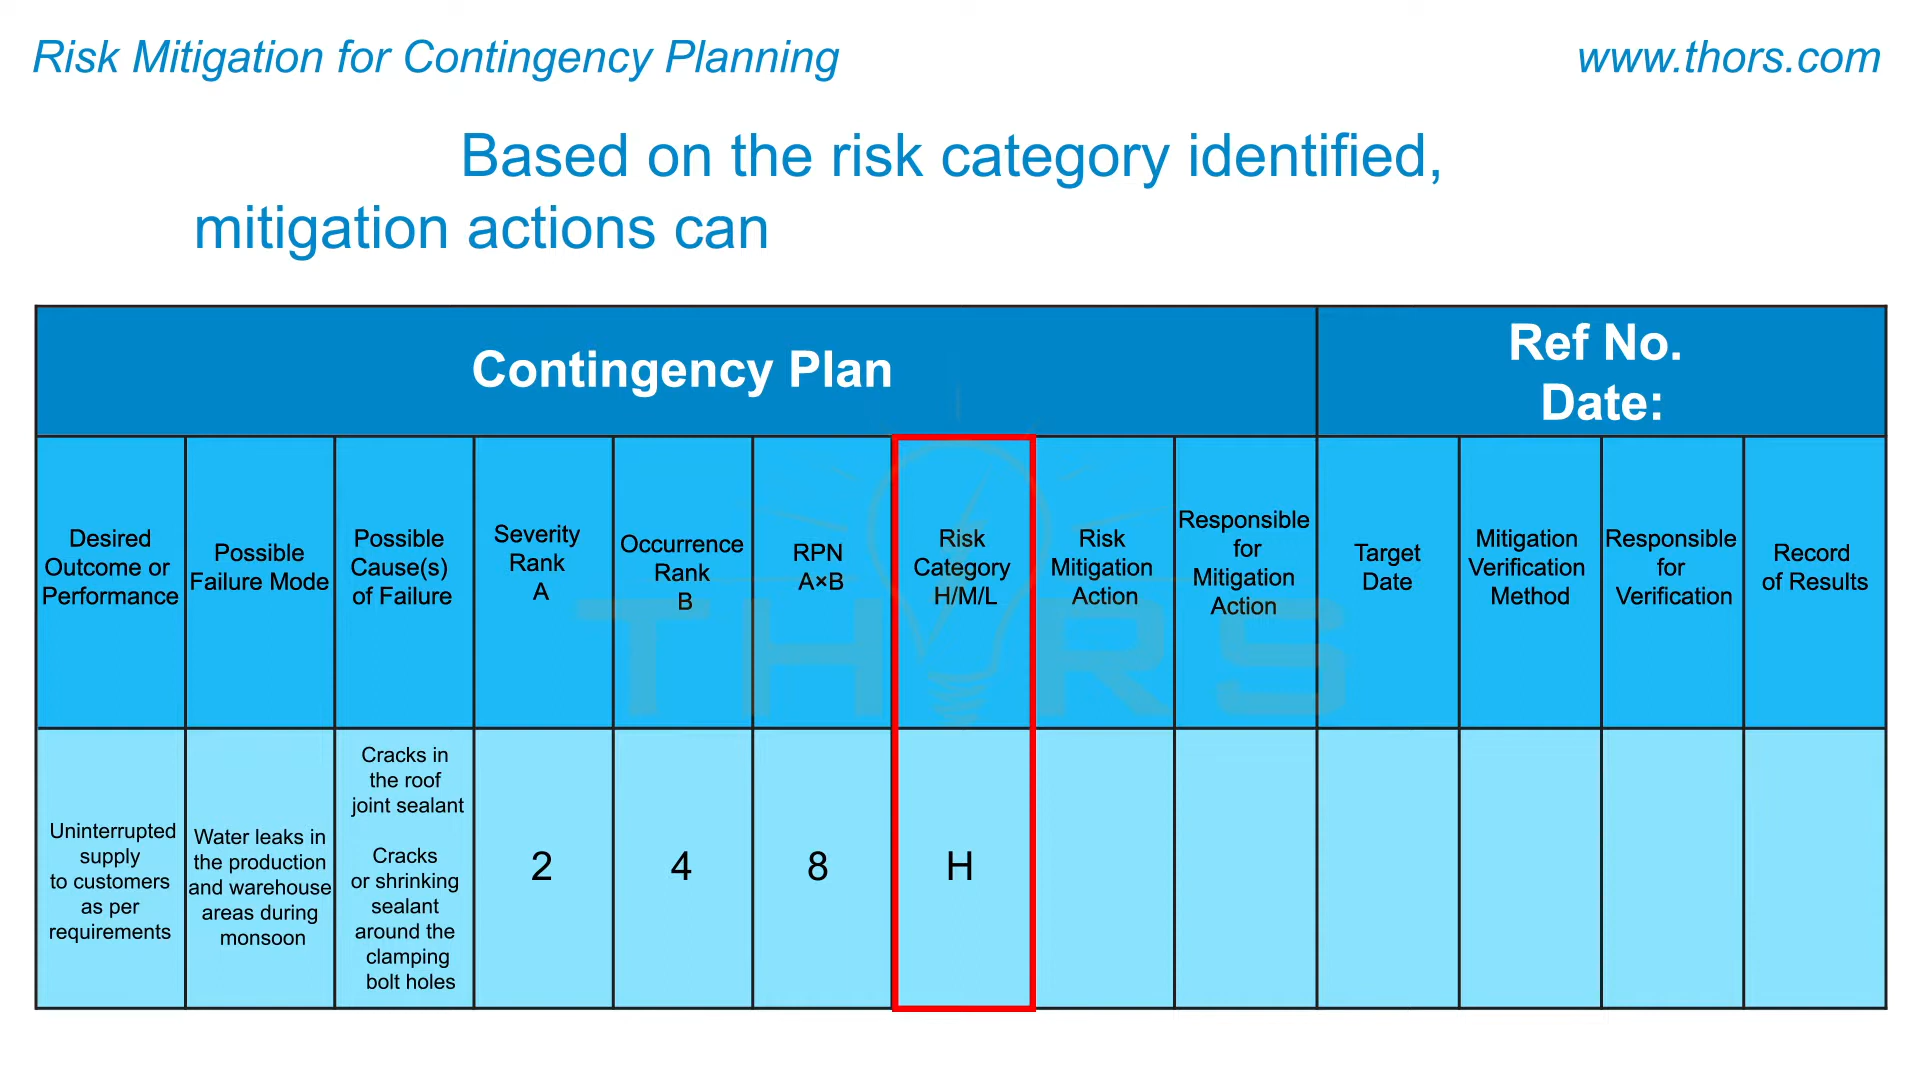 Risk Mitigation for Contingency Planning
www.thors.com
Based on the risk category identified,
mitigation actions can
Contingency Plan
Ref No.
Date:
Desired
Outcome or
Performance
Possible
Failure Mode
Possible
Cause(s)
of Failure
Severity
Rank
A
Occurrence
Rank
B
RPN
A×B
Risk
Category
H/M/L
Risk
Mitigation
Action
Responsible
for
Mitigation
Action
Target
Date
Mitigation
Verification
Method
Responsible
for
Verification
Record
of Results
Uninterrupted
supply
to customers
as per
requirements
Water leaks in
the production
and warehouse
areas during
monsoon
Cracks in
the roof
joint sealant
Cracks
or shrinking
sealant
around the
clamping
bolt holes
2
4
8
H
THORS